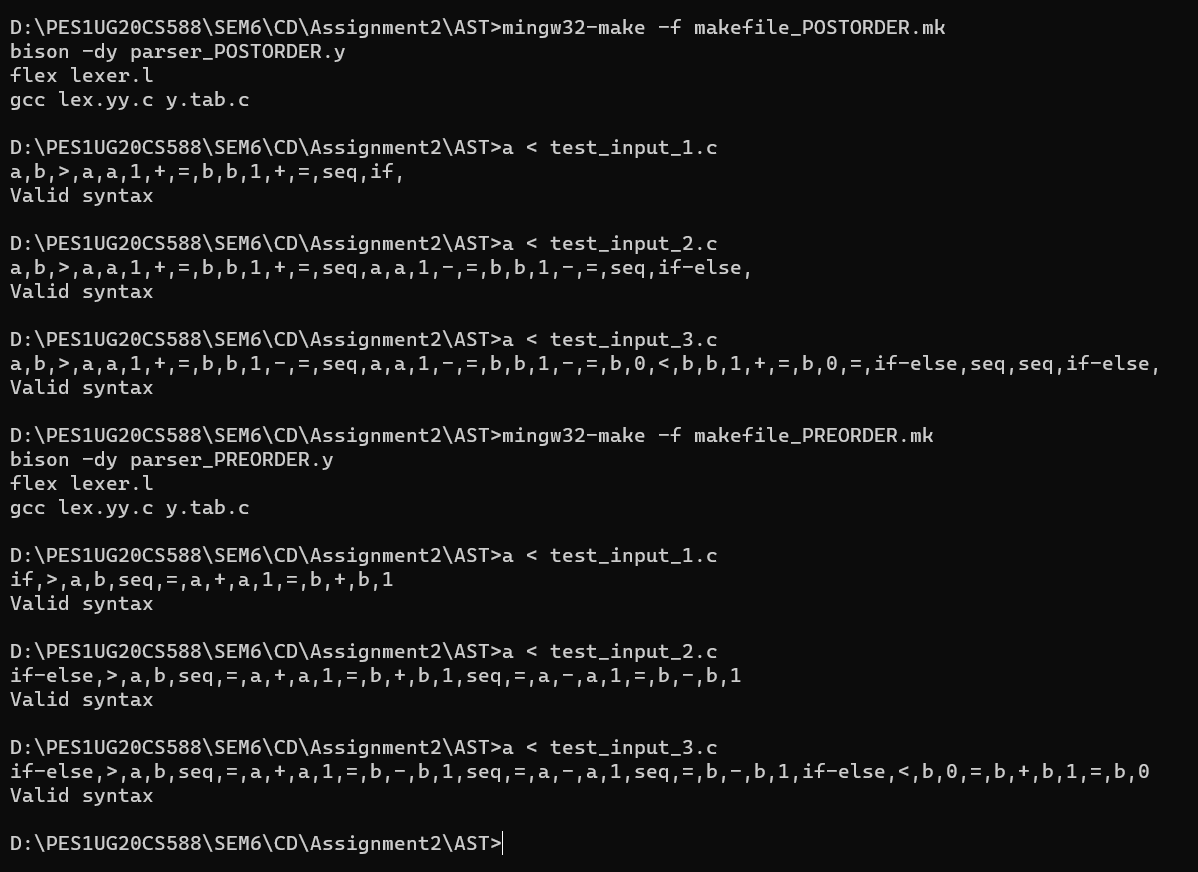 D:\PES1UG20CS588\SEM6\CD\Assignment2\AST>mingw32-make -f makefile_POSTORDER.mk
bison -dy parser_POSTORDER.y
flex lexer.l
gcc lex.yy.c y.tab.c
D:\PES1UG20CS588\SEM6\CD\Assignment2\AST>a < test_input_1.c
a,b,>,a,a,1,+,=,b,b,1,+,=,seq,if,
Valid syntax
D:\PES1UG20CS588\SEM6\CD\Assignment2\AST>a < test_input_2.c
a,b,>,a,a,1,+,=,b,b,1,+,=,seq,a,a,1,-,=,b,b,1,-,=,seq,if-else,
Valid syntax
D:\PES1UG20CS588\SEM6\CD\Assignment2\AST>a < test_input_3.c
a,b,>,a,a,1,+,=,b,b,1,-,=,seq,a,a,1,-,=,b,b,1,-,=,b,0,<,b,b,1,+,=,b,0,=,if-else,seq,seq,if-else,
Valid syntax
D:\PES1UG20CS588\SEM6\CD\Assignment2\AST>mingw32-make -f makefile_PREORDER.mk
bison -dy parser_PREORDER.y
flex lexer.l
gcc lex.yy.c y.tab.c
D:\PES1UG20CS588\SEM6\CD\Assignment2\AST>a < test_input_1.c
if,>,a,b,seq,=,a,+,a,1,=,b,+,b,1
Valid syntax
D:\PES1UG20CS588\SEM6\CD\Assignment2\AST>a < test_input_2.c
if-else,>,a,b,seq,=,a,+,a,1,=,b,+,b,1,seq,=,a,-,a,1,=,b,-,b,1
Valid syntax
D:\PES1UG20CS588\SEM6\CD\Assignment2\AST>a < test_input_3.c
if-else,>,a,b,seq,=,a,+,a,1,=,b,-,b,1,seq,=,a,-,a,1,seq,=,b,-,b,1,if-else,<,b,0,=,b,+,b,1,=,b,0
Valid syntax
D:\PES1UG20CS588\SEM6\CD\Assignment2\AST>